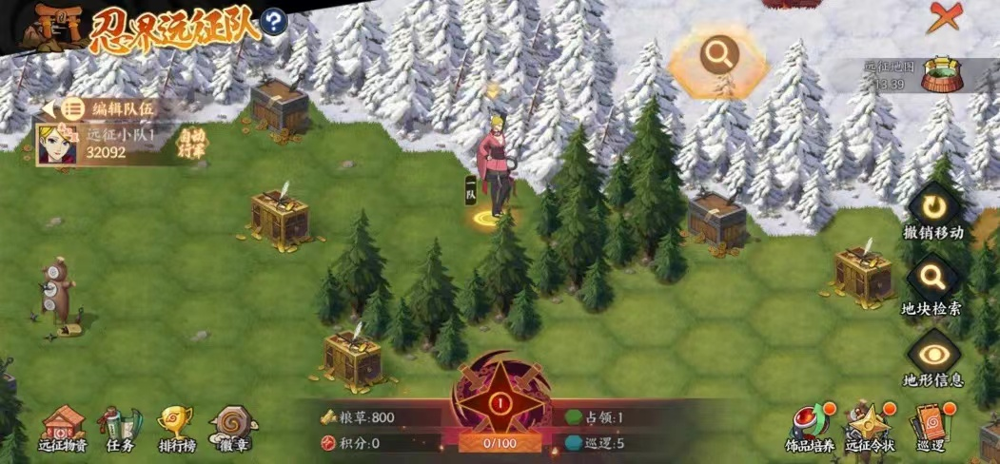 忍界远征队
?
远征地图
13.39
编辑队伍
远征小队1
32092
自动
行军
一队
撤销移动
地块检索
地形信息
粮草:800
积分:0
1
0/100
占领:1
巡逻:5
远征物资
任务
排行榜
徽章
饰品培养
远征令状
巡逻